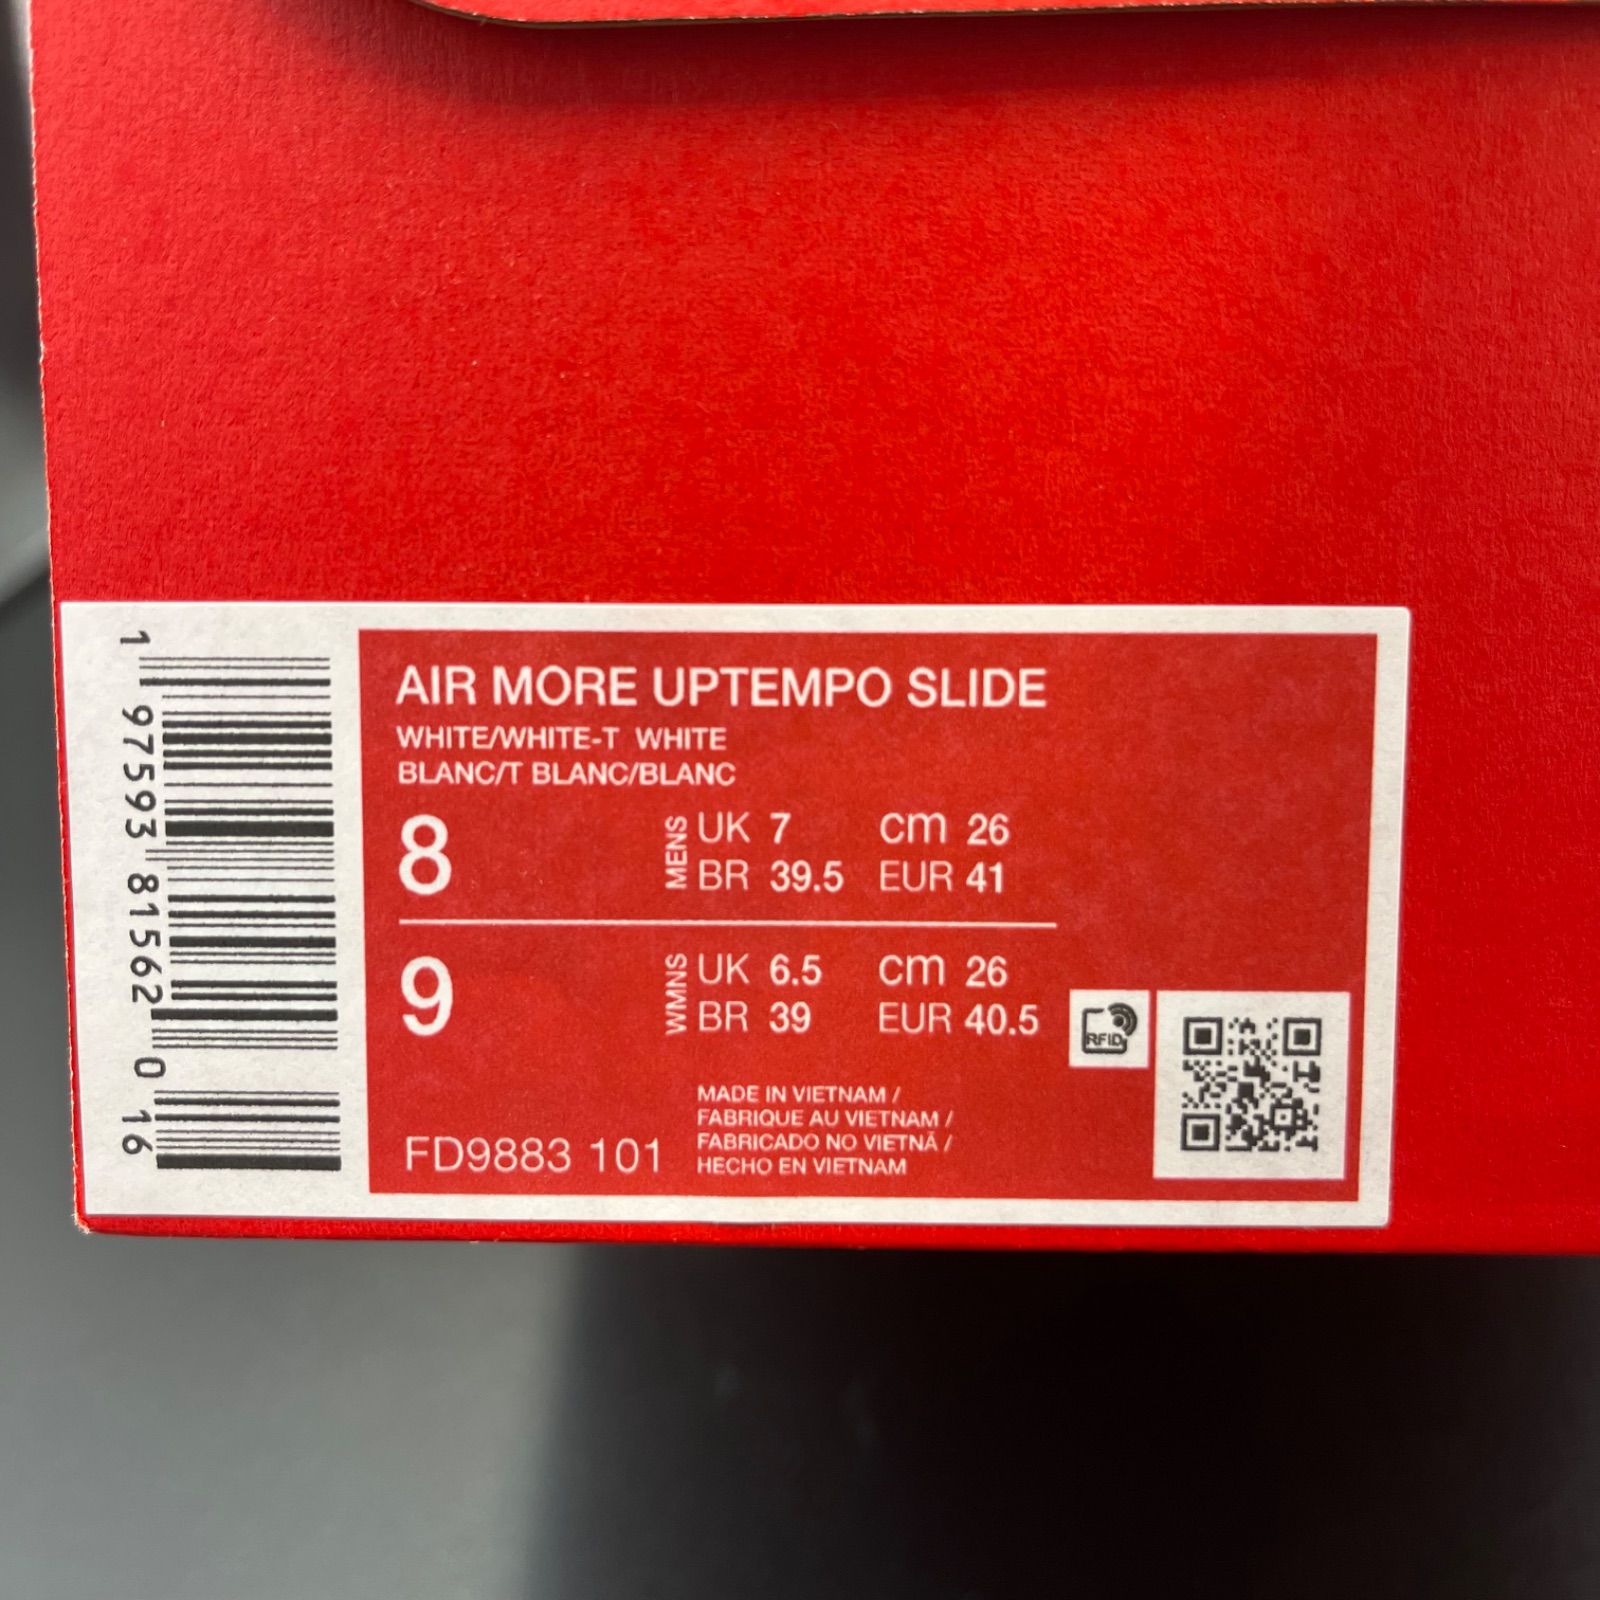 1 97593 81562 0 16
AIR MORE UPTEMPO SLIDE
WHITE/WHITE-T WHITE
BLANC/T BLANC/BLANC
8 MENS UK 7 cm 26
BR 39.5 EUR 41
9 WMNS UK 6.5 cm 26
BR 39 EUR 40.5
RFID
MADE IN VIETNAM /
FABRIQUE AU VIETNAM /
FABRICADO NO VIETNÃ /
HECHO EN VIETNAM
FD9883 101